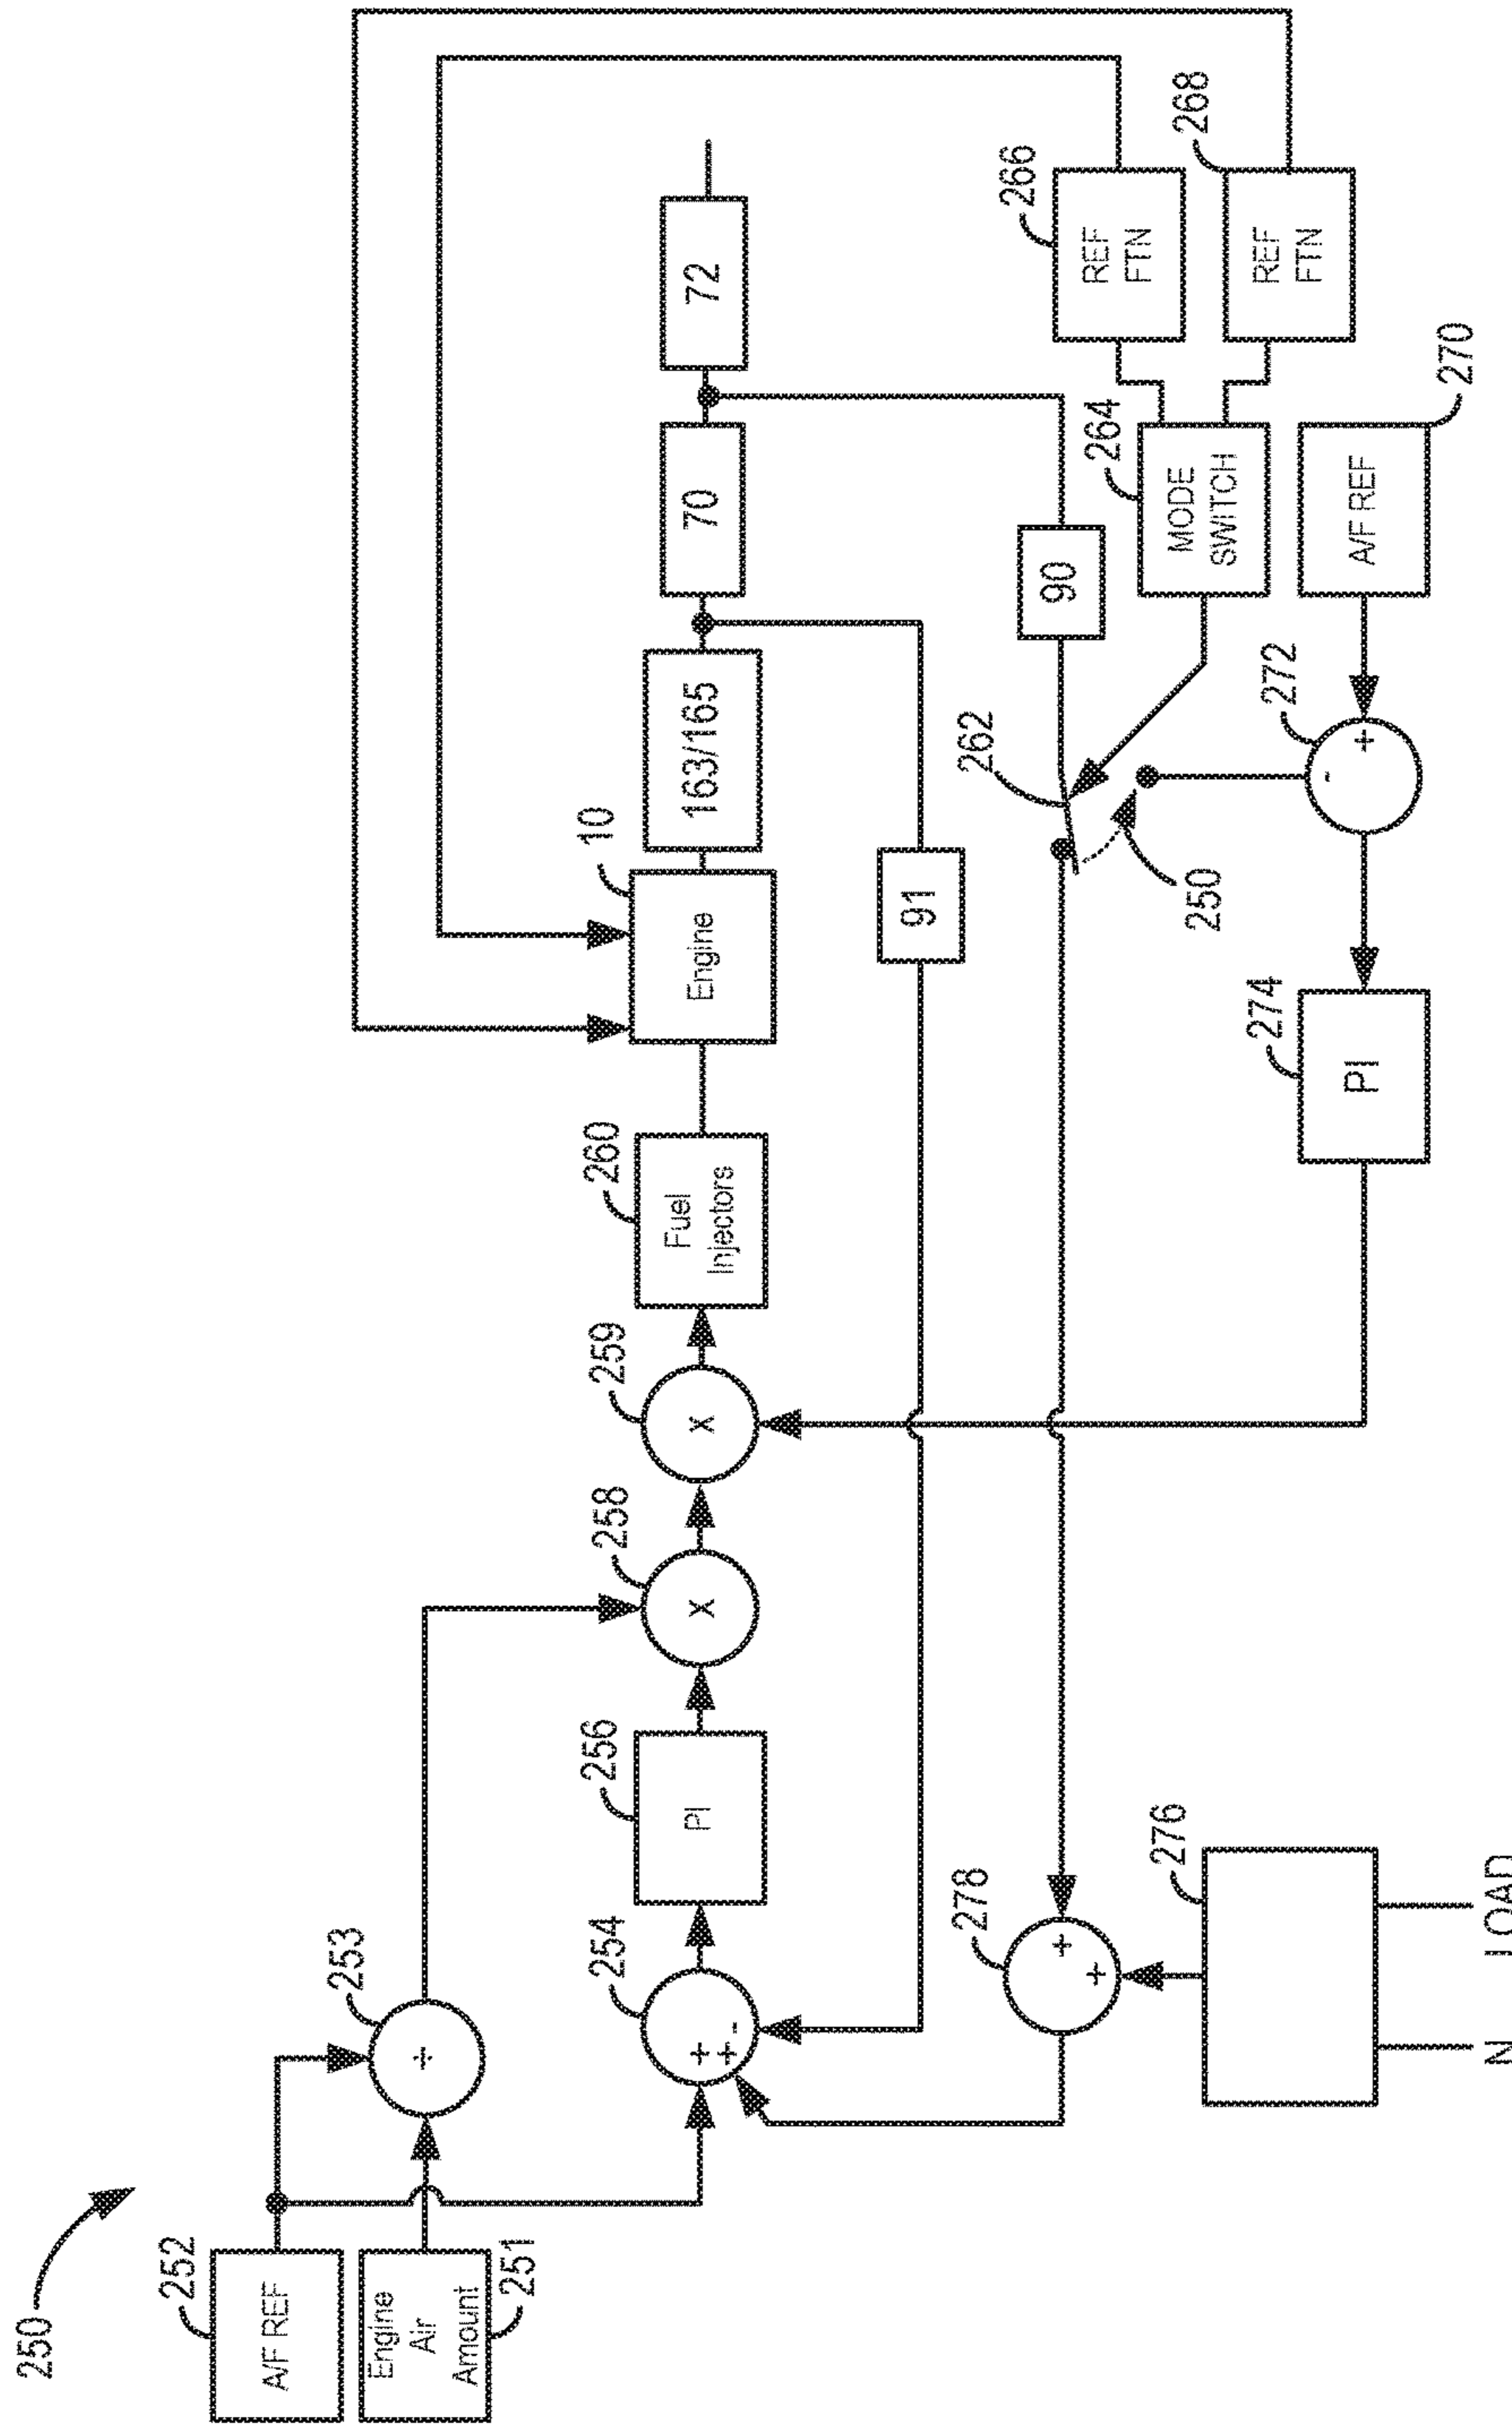 250
252
A/F REF
Engine
Air
Amount
251
253
÷
254
+
+
-
256
PI
258
X
259
X
260
Fuel
Injectors
10
Engine
163/165
70
72
91
90
262
250
264
MODE
SWITCH
266
REF
FTN
268
REF
FTN
A/F REF
270
272
+
-
274
PI
278
+
+
276
N
LOAD